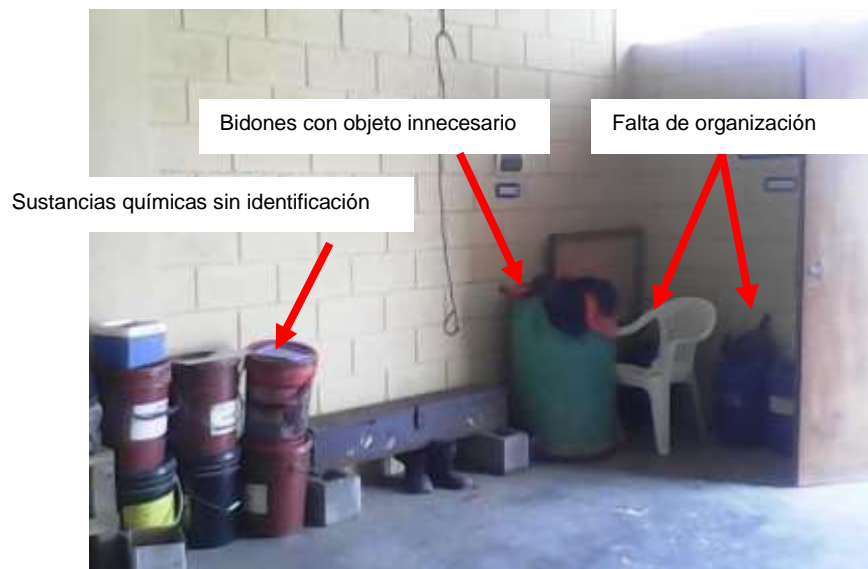 Bidones con objeto innecesario
Falta de organización
Sustancias químicas sin identificación